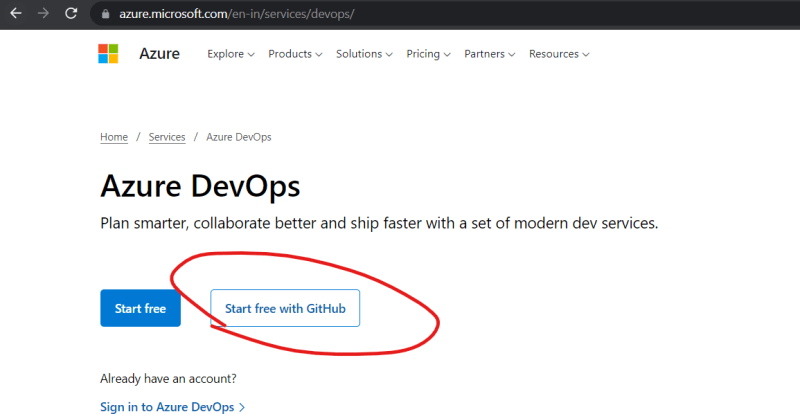 azure.microsoft.com/en-in/services/devops/
Azure Explore Products Solutions Pricing Partners Resources
Home / Services / Azure DevOps
Azure DevOps
Plan smarter, collaborate better and ship faster with a set of modern dev services.
Start free Start free with GitHub
Already have an account?
Sign in to Azure DevOps >